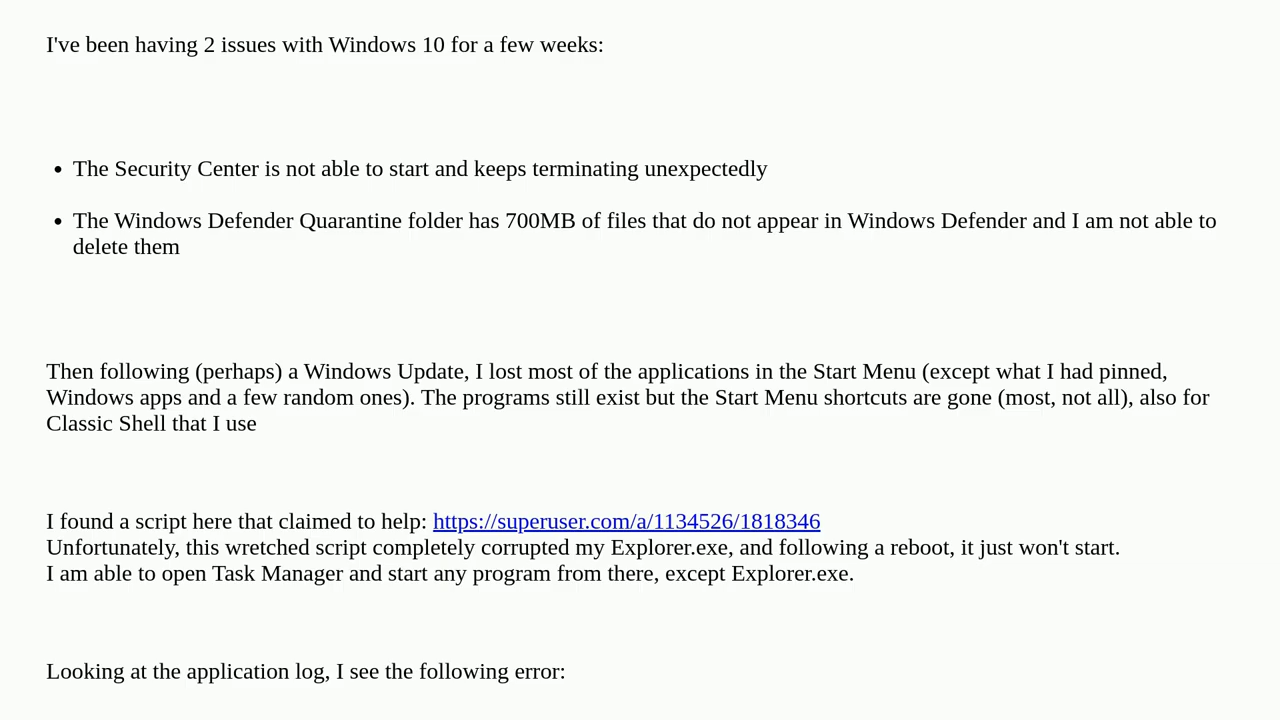 I've been having 2 issues with Windows 10 for a few weeks:
• The Security Center is not able to start and keeps terminating unexpectedly
• The Windows Defender Quarantine folder has 700MB of files that do not appear in Windows Defender and I am not able to
delete them
Then following (perhaps) a Windows Update, I lost most of the applications in the Start Menu (except what I had pinned,
Windows apps and a few random ones). The programs still exist but the Start Menu shortcuts are gone (most, not all), also for
Classic Shell that I use
I found a script here that claimed to help: https://superuser.com/a/1134526/1818346
Unfortunately, this wretched script completely corrupted my Explorer.exe, and following a reboot, it just won't start.
I am able to open Task Manager and start any program from there, except Explorer.exe.
Looking at the application log, I see the following error: